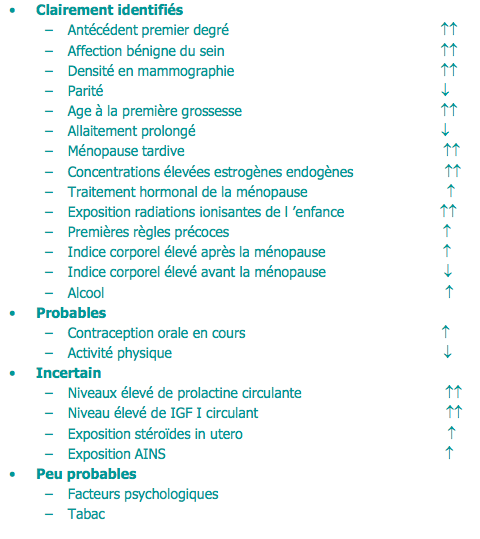 • Clairement identifiés
– Antécédent premier degré ↑↑
– Affection bénigne du sein ↑↑
– Densité en mammographie ↑↑
– Parité ↓
– Age à la première grossesse ↑↑
– Allaitement prolongé ↓
– Ménopause tardive ↑↑
– Concentrations élevées estrogènes endogènes ↑↑
– Traitement hormonal de la ménopause ↑
– Exposition radiations ionisantes de l ’enfance ↑↑
– Premières règles précoces ↑
– Indice corporel élevé après la ménopause ↑
– Indice corporel élevé avant la ménopause ↓
– Alcool ↑
• Probables
– Contraception orale en cours ↑
– Activité physique ↓
• Incertain
– Niveaux élevé de prolactine circulante ↑↑
– Niveau élevé de IGF I circulant ↑↑
– Exposition stéroïdes in utero ↑
– Exposition AINS ↑
• Peu probables
– Facteurs psychologiques
– Tabac